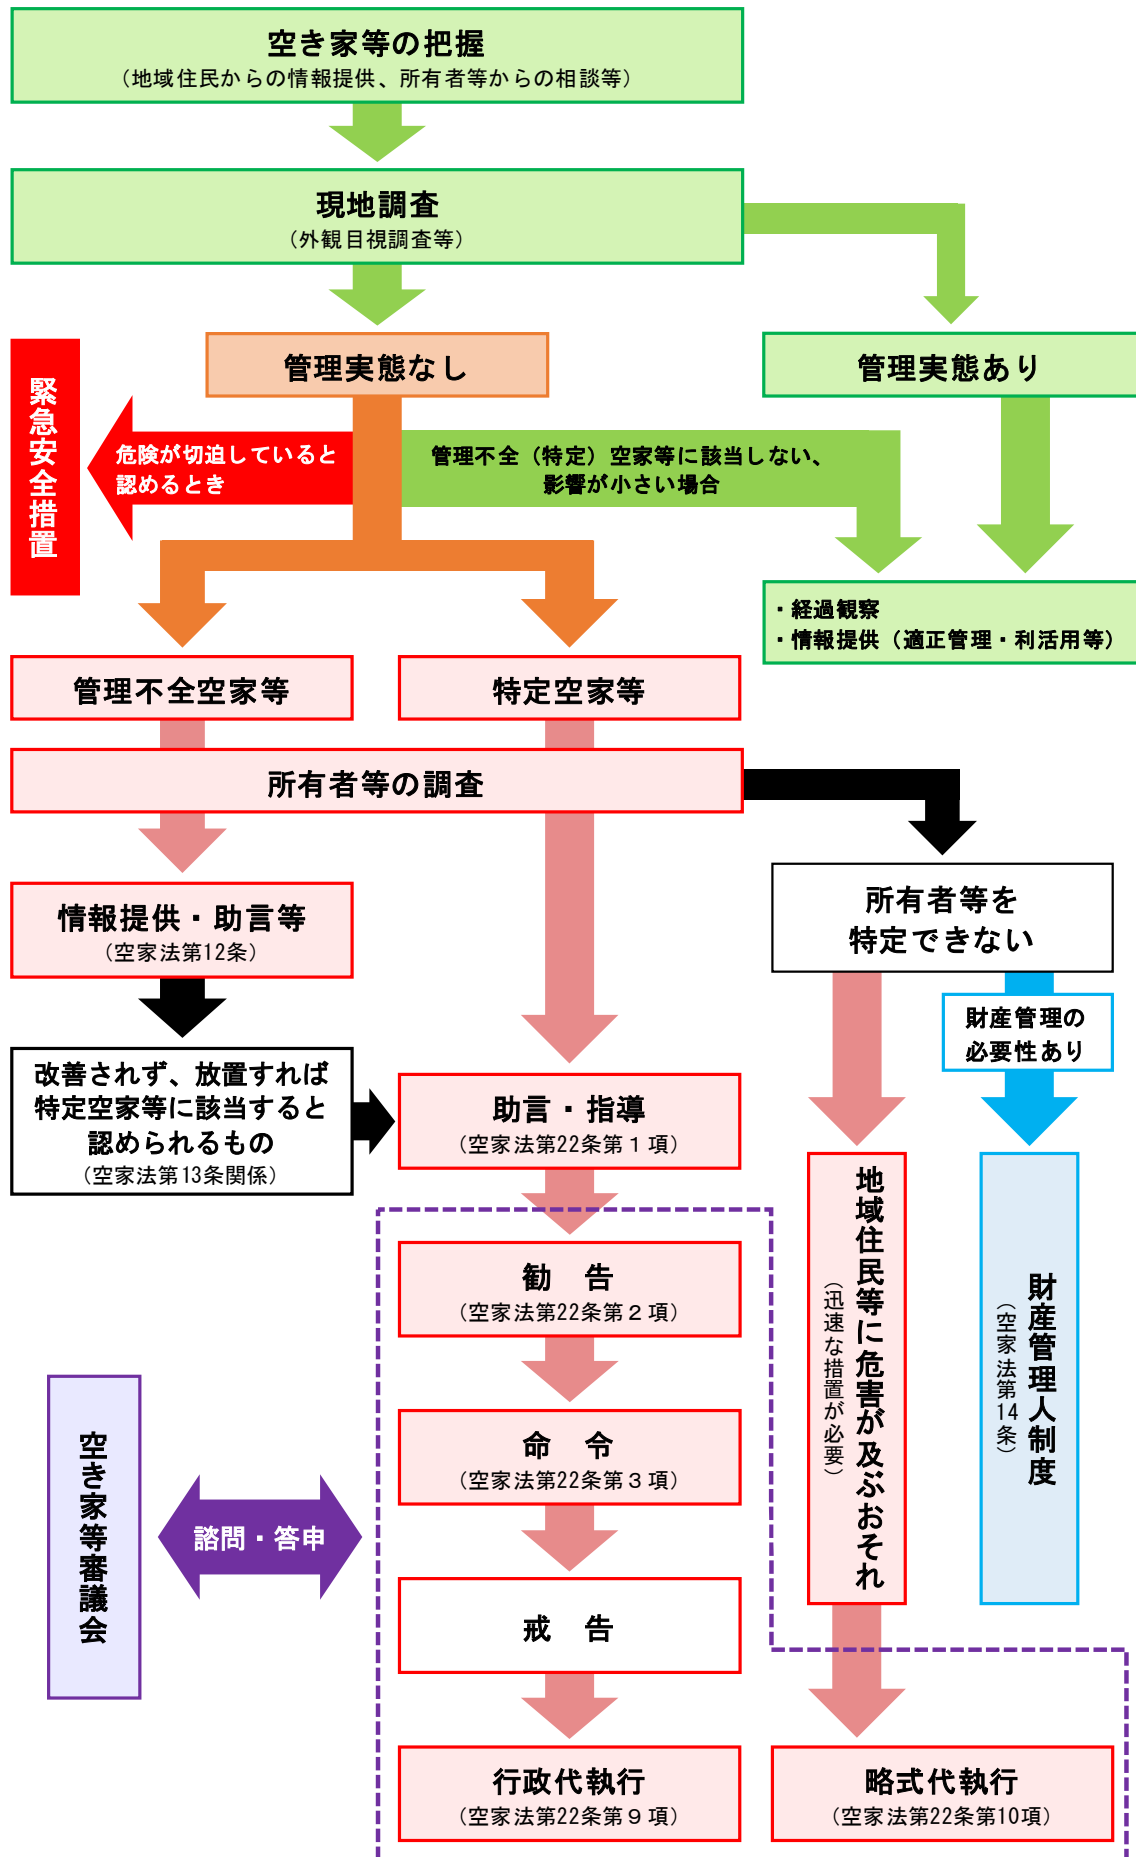 空き家等の把握
（地域住民からの情報提供、所有者等からの相談等）
現地調査
（外観目視調査等）
管理実態なし
管理実態あり
緊急安全措置
危険が切迫していると
認めるとき
管理不全（特定）空家等に該当しない、
影響が小さい場合
・経過観察
・情報提供（適正管理・利活用等）
管理不全空家等
特定空家等
所有者等の調査
所有者等を
特定できない
情報提供・助言等
（空家法第12条）
財産管理の
必要性あり
改善されず、放置すれば
特定空家等に該当すると
認められるもの
（空家法第13条関係）
助言・指導
（空家法第22条第１項）
地域住民等に危害が及ぶおそれ
（迅速な措置が必要）
財産管理人制度
（空家法第14条）
勧　告
（空家法第22条第２項）
命　令
（空家法第22条第３項）
空き家等審議会
諮問・答申
戒　告
行政代執行
（空家法第22条第９項）
略式代執行
（空家法第22条第10項）